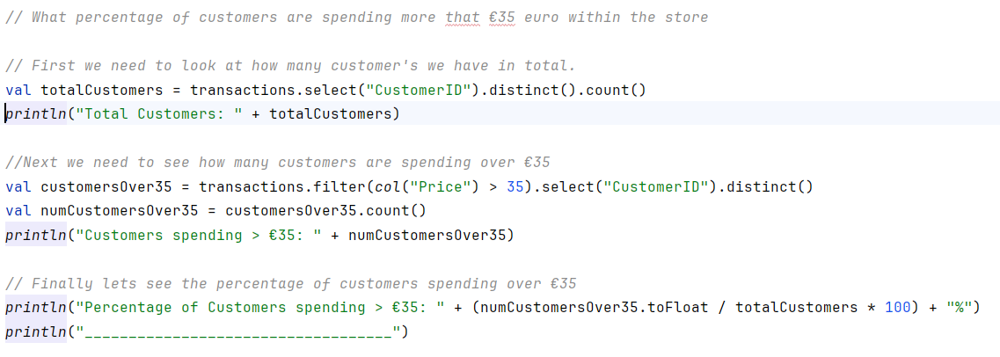 // What percentage of customers are spending more that €35 euro within the store
// First we need to look at how many customer's we have in total.
val totalCustomers = transactions.select("CustomerID").distinct().count()
println("Total Customers: " + totalCustomers)
//Next we need to see how many customers are spending over €35
val customersOver35 = transactions.filter(col("Price") > 35).select("CustomerID").distinct()
val numCustomersOver35 = customersOver35.count()
println("Customers spending > €35: " + numCustomersOver35)
// Finally lets see the percentage of customers spending over €35
println("Percentage of Customers spending > €35: " + (numCustomersOver35.toFloat / totalCustomers * 100) + "%")
println("___________________________________")